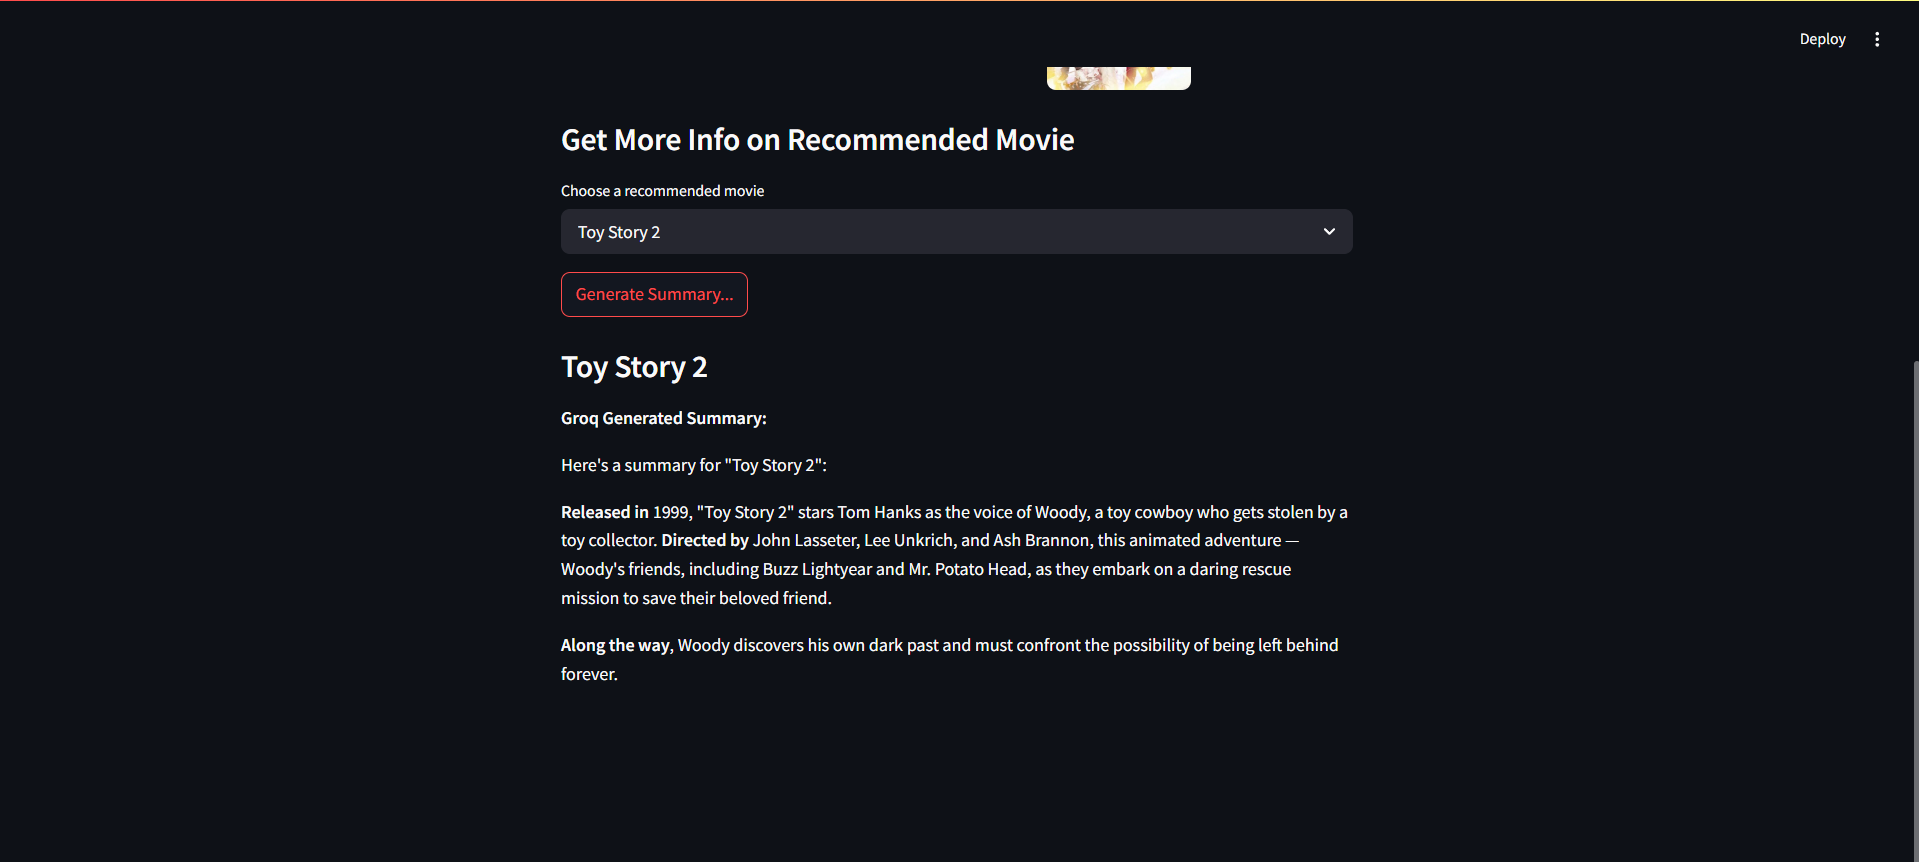 Deploy
Get More Info on Recommended Movie
Choose a recommended movie
Toy Story 2
Generate Summary...
Toy Story 2
Groq Generated Summary:
Here's a summary for "Toy Story 2":
Released in 1999, "Toy Story 2" stars Tom Hanks as the voice of Woody, a toy cowboy who gets stolen by a
toy collector. Directed by John Lasseter, Lee Unkrich, and Ash Brannon, this animated adventure —
Woody's friends, including Buzz Lightyear and Mr. Potato Head, as they embark on a daring rescue
mission to save their beloved friend.
Along the way, Woody discovers his own dark past and must confront the possibility of being left behind
forever.